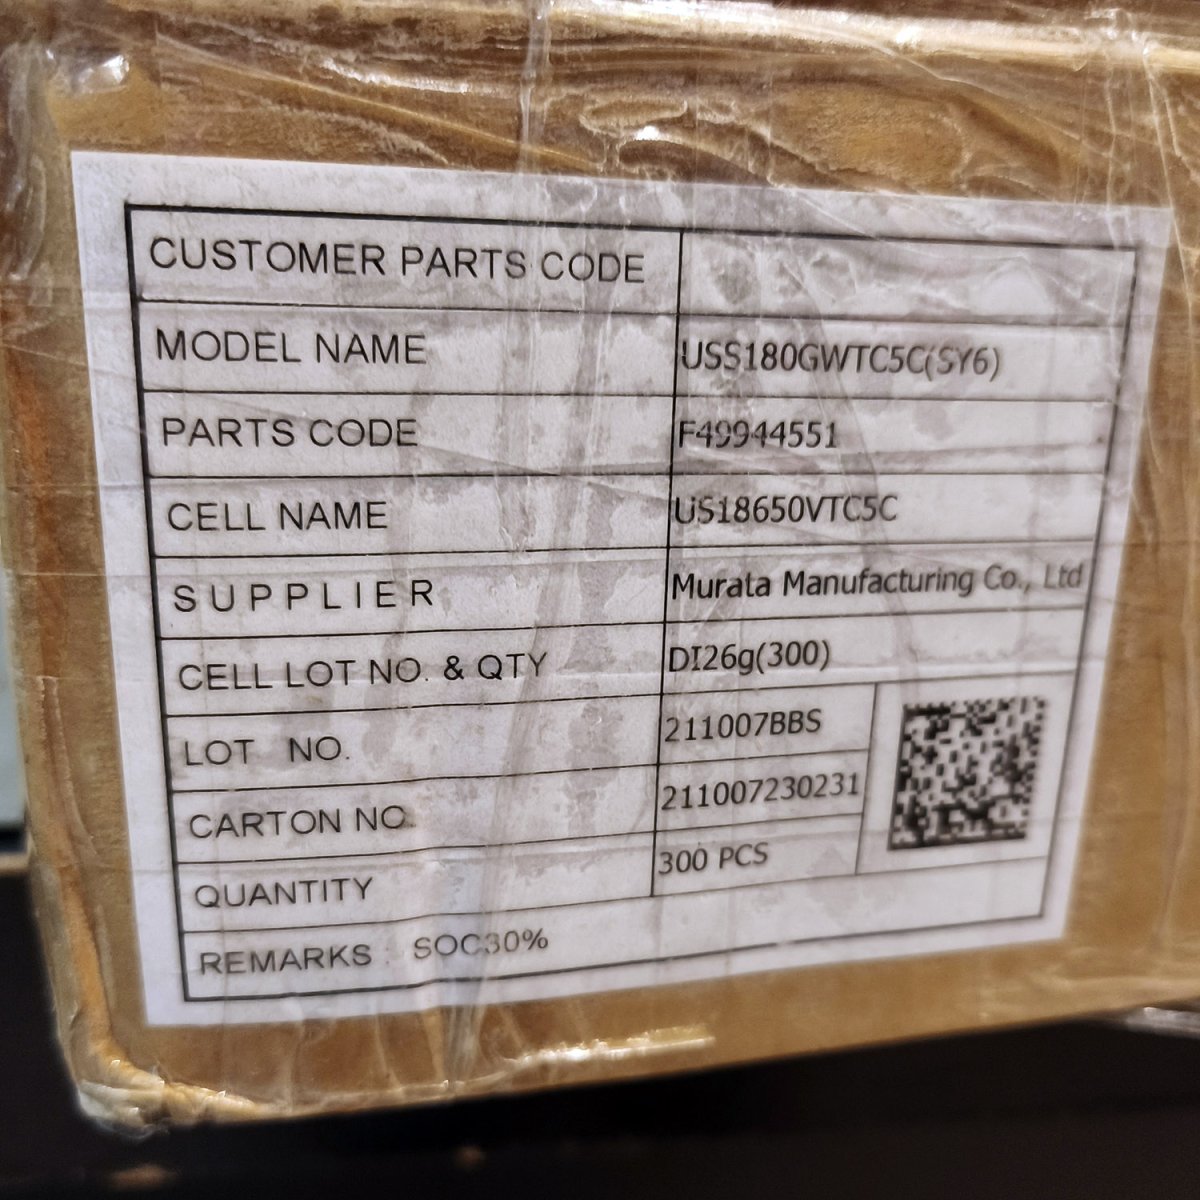 CUSTOMER PARTS CODE
MODEL NAME USS180GWTC5C(SY6)
PARTS CODE F49944551
CELL NAME US18650VTC5C
SUPPLIER Murata Manufacturing Co., Ltd
CELL LOT NO. & QTY DI26g(300)
LOT NO. 211007BBS
CARTON NO. 211007230231
QUANTITY 300 PCS
REMARKS : SOC30%